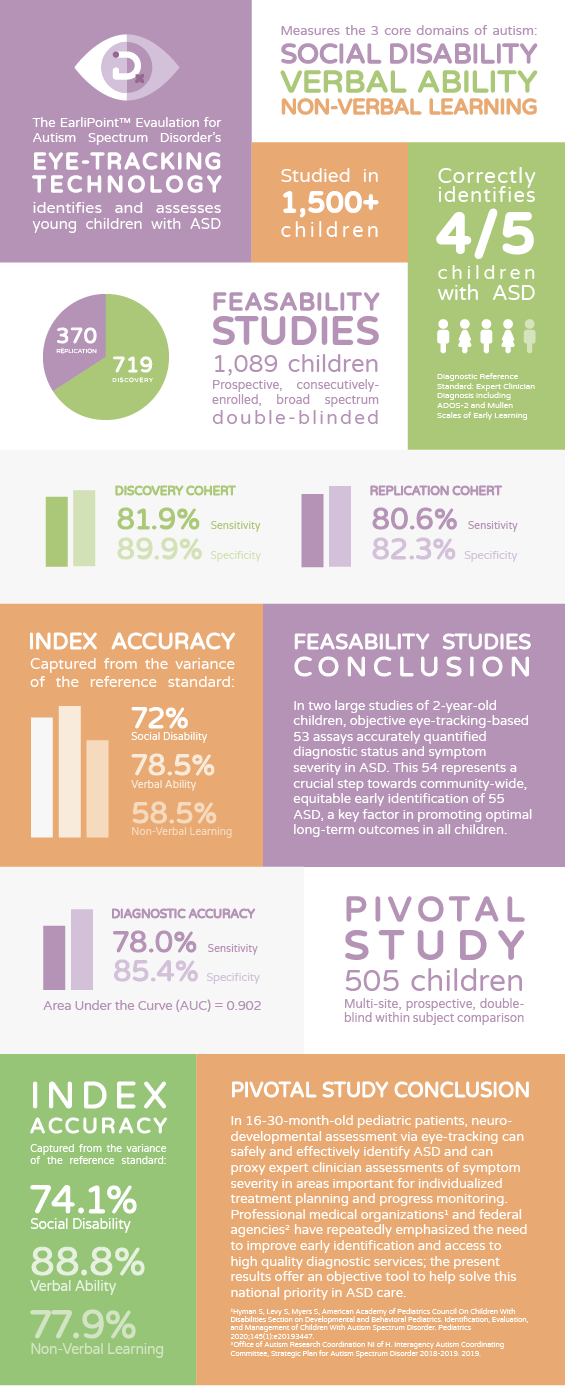 The EarliPoint™ Evaulation for
Autism Spectrum Disorder's
EYE-TRACKING
TECHNOLOGY
identifies and assesses
young children with ASD
Measures the 3 core domains of autism:
SOCIAL DISABILITY
VERBAL ABILITY
NON-VERBAL LEARNING
Studied in
1,500+
children
Correctly
identifies
4/5
children
with ASD
Diagnostic Reference
Standard: Expert Clinician
Diagnosis including
ADOS-2 and Mullen
Scales of Early Learning
370
REPLICATION
719
DISCOVERY
FEASABILITY
STUDIES
1,089 children
Prospective, consecutively-
enrolled, broad spectrum
double-blinded
DISCOVERY COHERT
81.9% Sensitivity
89.9% Specificity
REPLICATION COHERT
80.6% Sensitivity
82.3% Specificity
INDEX ACCURACY
Captured from the variance
of the reference standard:
72%
Social Disability
78.5%
Verbal Ability
58.5%
Non-Verbal Learning
FEASABILITY STUDIES
CONCLUSION
In two large studies of 2-year-old
children, objective eye-tracking-based
53 assays accurately quantified
diagnostic status and symptom
severity in ASD. This 54 represents a
crucial step towards community-wide,
equitable early identification of 55
ASD, a key factor in promoting optimal
long-term outcomes in all children.
DIAGNOSTIC ACCURACY
78.0% Sensitivity
85.4% Specificity
Area Under the Curve (AUC) = 0.902
PIVOTAL
STUDY
505 children
Multi-site, prospective, double-
blind within subject comparison
INDEX
ACCURACY
Captured from the variance
of the reference standard:
74.1%
Social Disability
88.8%
Verbal Ability
77.9%
Non-Verbal Learning
PIVOTAL STUDY CONCLUSION
In 16-30-month-old pediatric patients, neuro-
developmental assessment via eye-tracking can
safely and effectively identify ASD and can
proxy expert clinician assessments of symptom
severity in areas important for individualized
treatment planning and progress monitoring.
Professional medical organizations¹ and federal
agencies² have repeatedly emphasized the need
to improve early identification and access to
high quality diagnostic services; the present
results offer an objective tool to help solve this
national priority in ASD care.
¹Hyman S, Levy S, Myers S, American Academy of Pediatrics Council On Children With
Disabilities Section on Developmental and Behavioral Pediatrics. Identification, Evaluation,
and Management of Children With Autism Spectrum Disorder. Pediatrics
2020;145(1):e20193447.
²Office of Autism Research Coordination NI of H. Interagency Autism Coordinating
Committee, Strategic Plan for Autism Spectrum Disorder 2018-2019. 2019.